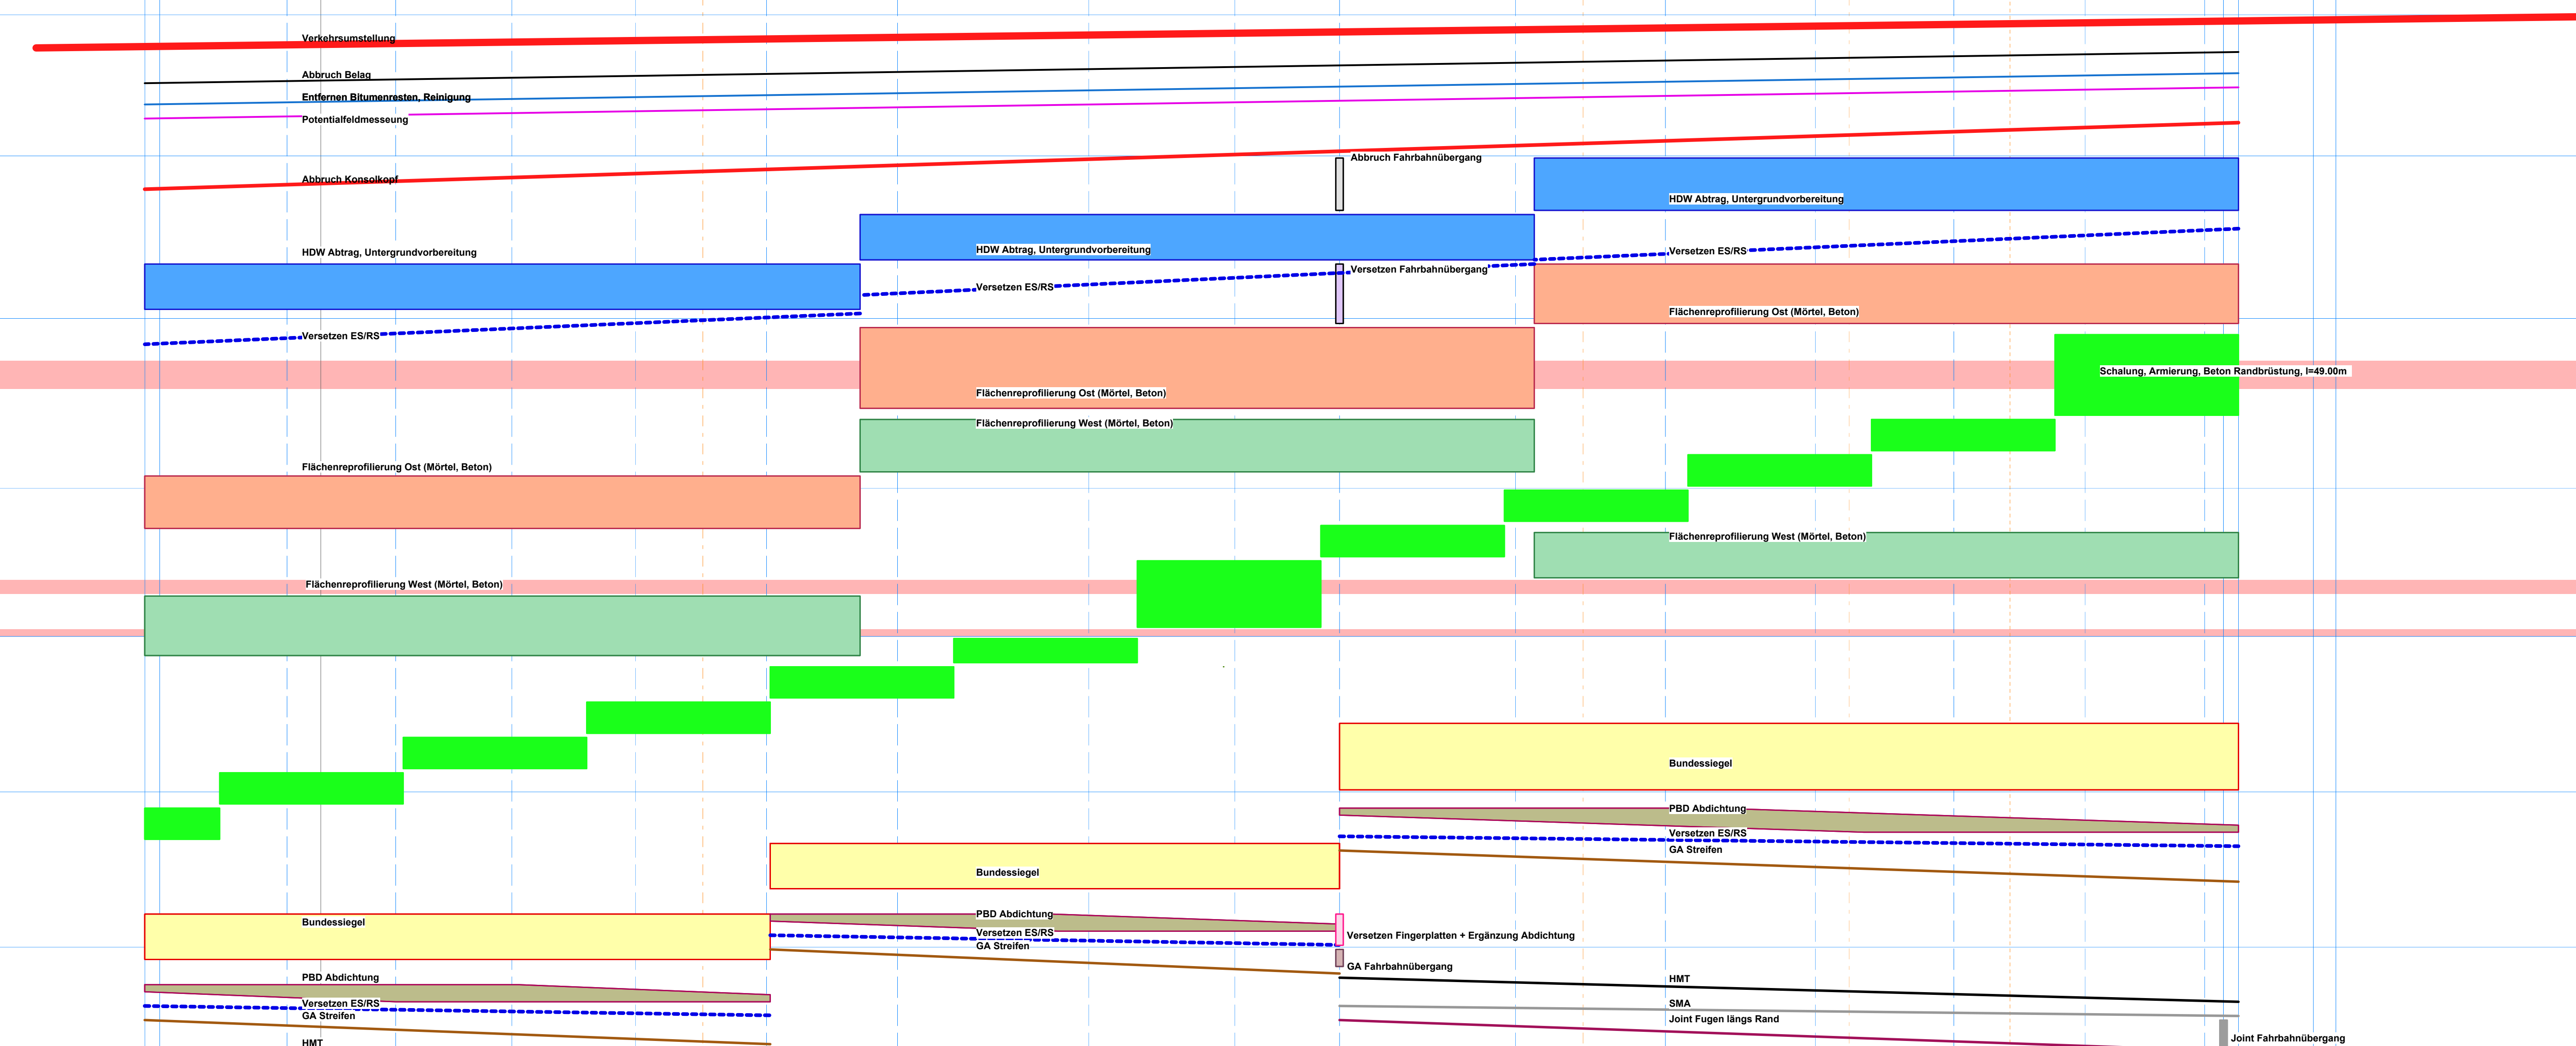 Verkehrsumstellung
Abbruch Belag
Entfernen Bitumenresten, Reinigung
Potentialfeldmesseung
Abbruch Fahrbahnübergang
Abbruch Konsolkopf
HDW Abtrag, Untergrundvorbereitung
HDW Abtrag, Untergrundvorbereitung
Versetzen ES/RS
HDW Abtrag, Untergrundvorbereitung
Versetzen Fahrbahnübergang
Versetzen ES/RS
Flächenreprofilierung Ost (Mörtel, Beton)
Versetzen ES/RS
Schalung, Armierung, Beton Randbrüstung, l=49.00m
Flächenreprofilierung Ost (Mörtel, Beton)
Flächenreprofilierung West (Mörtel, Beton)
Flächenreprofilierung Ost (Mörtel, Beton)
Flächenreprofilierung West (Mörtel, Beton)
Flächenreprofilierung West (Mörtel, Beton)
Bundessiegel
PBD Abdichtung
Versetzen ES/RS
GA Streifen
Bundessiegel
PBD Abdichtung
Bundessiegel
Versetzen ES/RS
Versetzen Fingerplatten + Ergänzung Abdichtung
GA Streifen
GA Fahrbahnübergang
PBD Abdichtung
HMT
Versetzen ES/RS
SMA
GA Streifen
Joint Fugen längs Rand
Joint Fahrbahnübergang
HMT